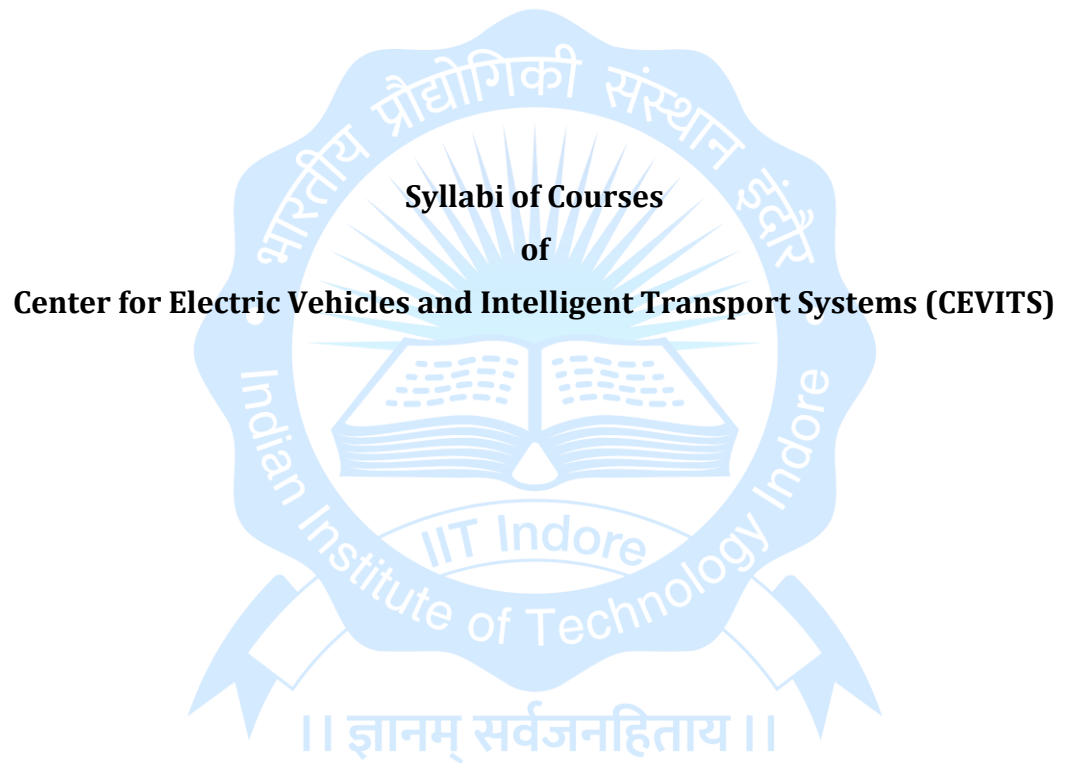 भारतीय प्रौद्योगिकी संस्थान इंदौर
Syllabi of Courses
of
Center for Electric Vehicles and Intelligent Transport Systems (CEVITS)
IIT Indore
Indian Institute of Technology Indore
।। ज्ञानम् सर्वजनहिताय ।।